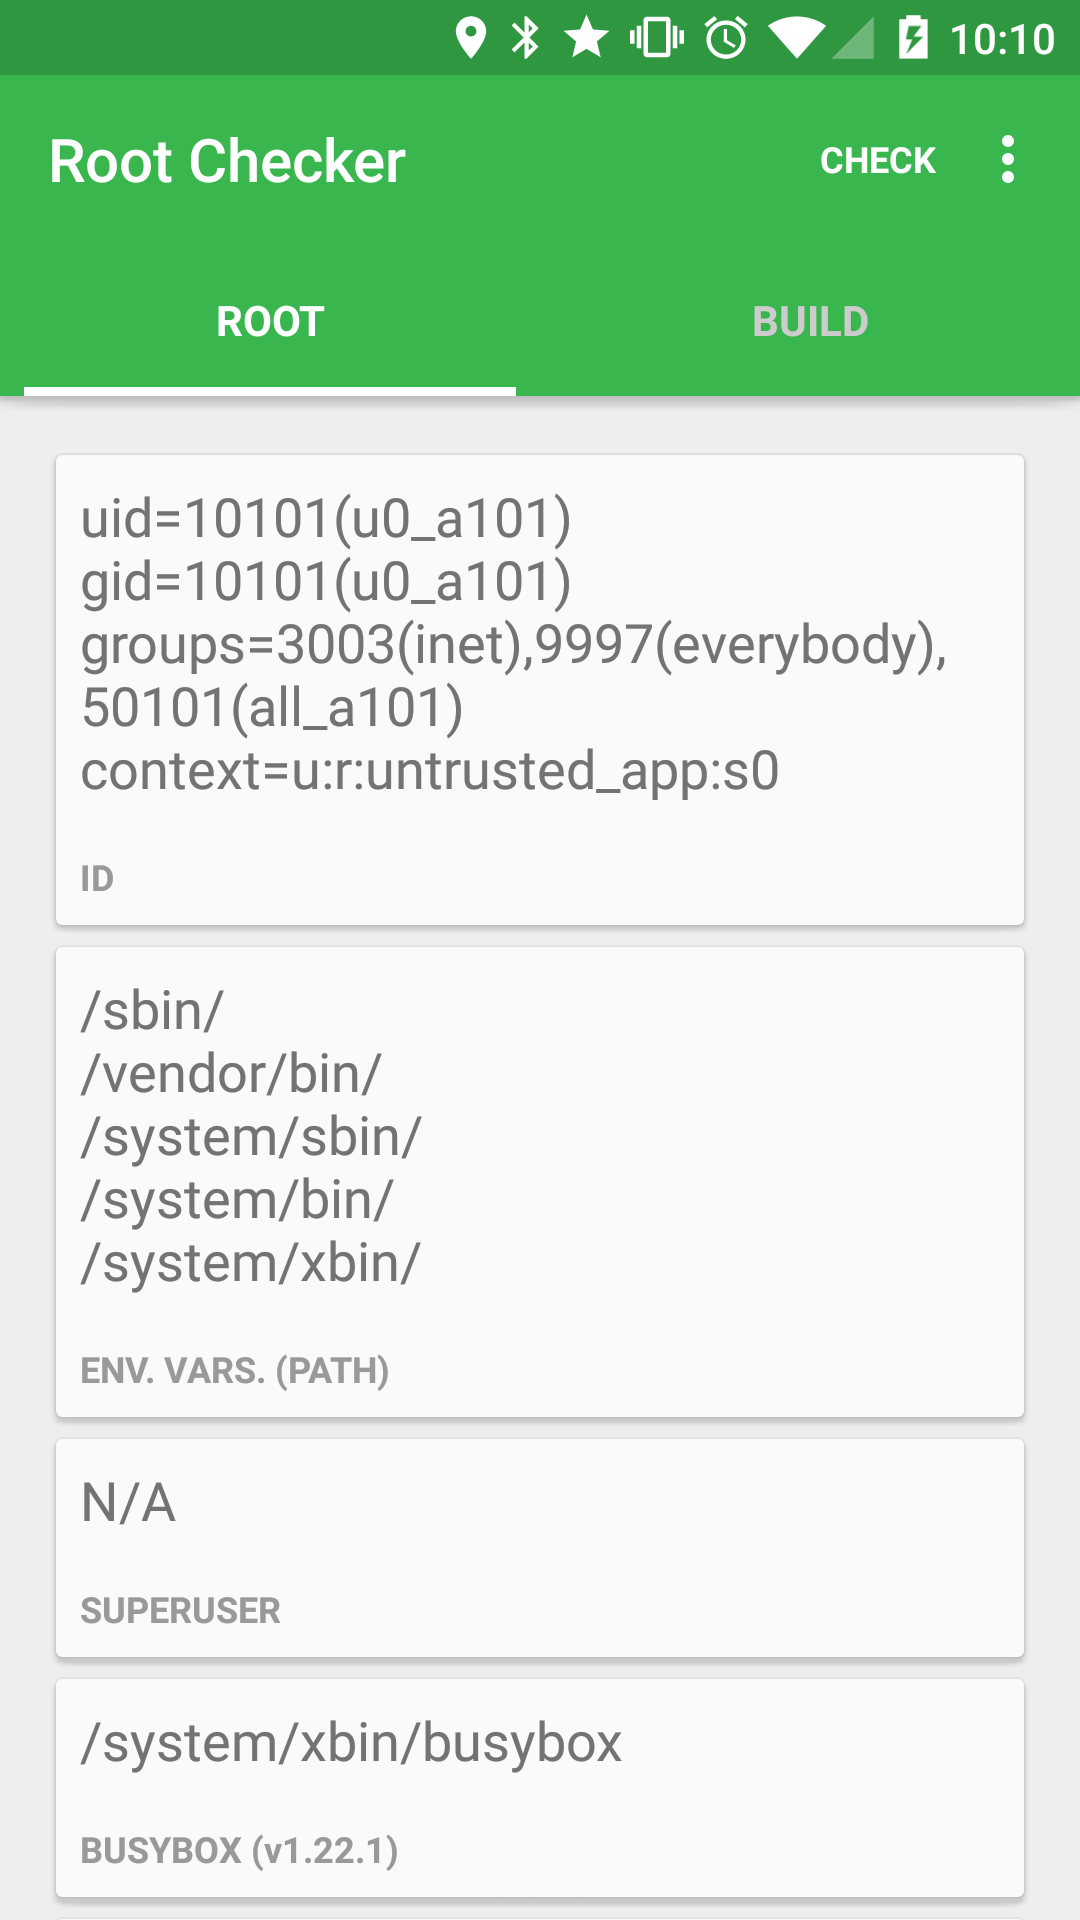 10:10
Root Checker
CHECK
ROOT
BUILD
uid=10101(u0_a101)
gid=10101(u0_a101)
groups=3003(inet),9997(everybody),
50101(all_a101)
context=u:r:untrusted_app:s0
ID
/sbin/
/vendor/bin/
/system/sbin/
/system/bin/
/system/xbin/
ENV. VARS. (PATH)
N/A
SUPERUSER
/system/xbin/busybox
BUSYBOX (v1.22.1)